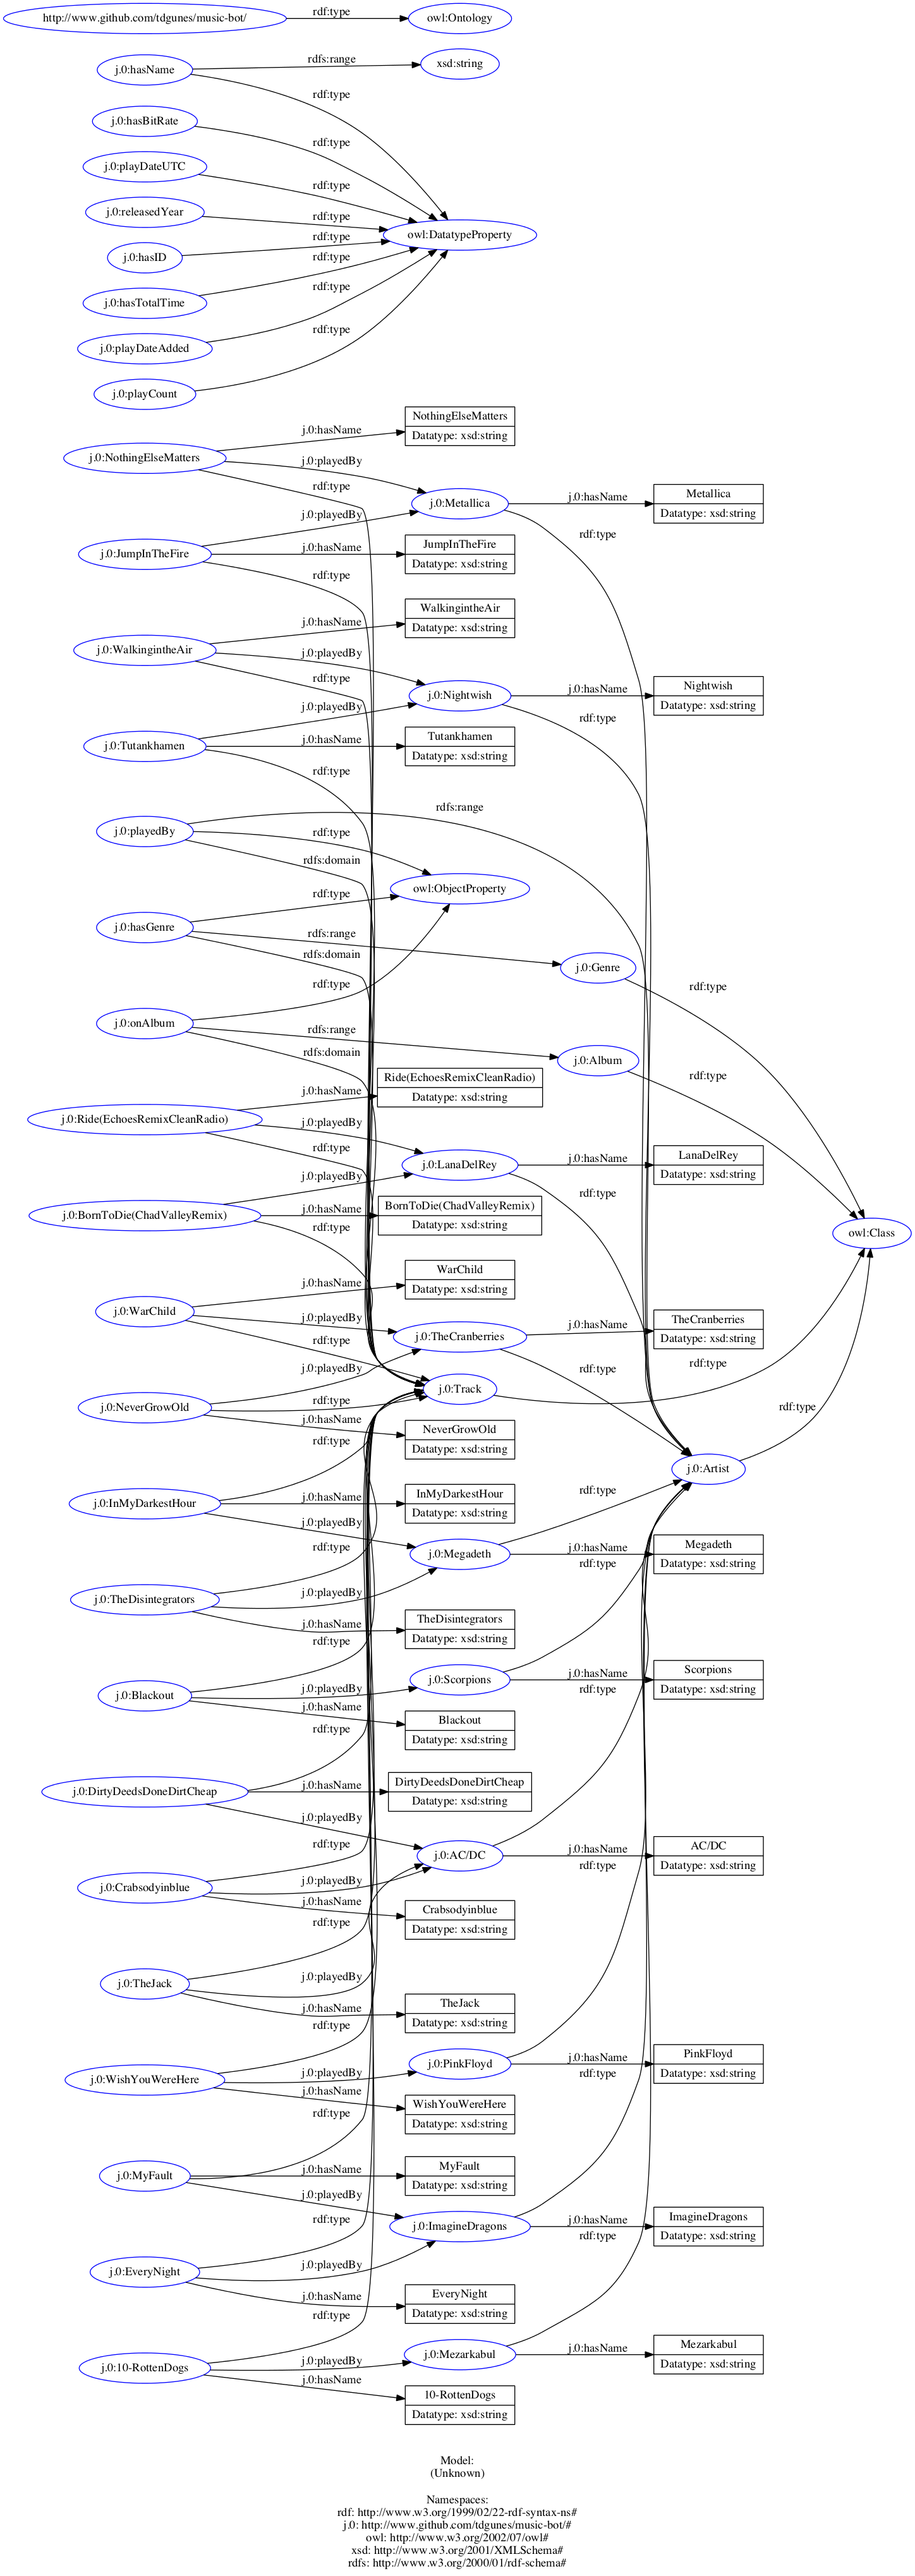 http://www.github.com/tdgunes/music-bot/
rdf:type
owl:Ontology
j.0:hasName
rdfs:range
xsd:string
rdf:type
j.0:hasBitRate
rdf:type
j.0:playDateUTC
rdf:type
j.0:releasedYear
rdf:type
owl:DatatypeProperty
rdf:type
j.0:hasID
rdf:type
j.0:hasTotalTime
rdf:type
j.0:playDateAdded
rdf:type
j.0:playCount
j.0:NothingElseMatters
j.0:hasName
NothingElseMatters
Datatype: xsd:string
j.0:playedBy
rdf:type
j.0:Metallica
j.0:hasName
Metallica
Datatype: xsd:string
rdf:type
j.0:playedBy
j.0:JumpInTheFire
j.0:hasName
JumpInTheFire
Datatype: xsd:string
rdf:type
j.0:hasName
WalkingintheAir
Datatype: xsd:string
j.0:WalkingintheAir
j.0:playedBy
rdf:type
j.0:Nightwish
j.0:hasName
Nightwish
Datatype: xsd:string
rdf:type
j.0:playedBy
j.0:Tutankhamen
j.0:hasName
Tutankhamen
Datatype: xsd:string
rdf:type
rdfs:range
j.0:playedBy
rdf:type
rdfs:domain
owl:ObjectProperty
rdf:type
j.0:hasGenre
rdfs:range
rdfs:domain
j.0:Genre
rdf:type
rdf:type
j.0:onAlbum
rdfs:range
rdfs:domain
j.0:Album
rdf:type
j.0:hasName
Ride(EchoesRemixCleanRadio)
Datatype: xsd:string
j.0:Ride(EchoesRemixCleanRadio)
j.0:playedBy
rdf:type
j.0:LanaDelRey
j.0:hasName
LanaDelRey
Datatype: xsd:string
rdf:type
j.0:playedBy
j.0:BornToDie(ChadValleyRemix)
j.0:hasName
BornToDie(ChadValleyRemix)
Datatype: xsd:string
rdf:type
owl:Class
j.0:hasName
WarChild
Datatype: xsd:string
j.0:WarChild
j.0:playedBy
rdf:type
j.0:TheCranberries
j.0:hasName
TheCranberries
Datatype: xsd:string
rdf:type
j.0:playedBy
j.0:Track
rdf:type
j.0:NeverGrowOld
rdf:type
j.0:hasName
NeverGrowOld
Datatype: xsd:string
rdf:type
rdf:type
j.0:Artist
j.0:InMyDarkestHour
j.0:hasName
InMyDarkestHour
Datatype: xsd:string
j.0:playedBy
rdf:type
rdf:type
j.0:Megadeth
j.0:hasName
Megadeth
Datatype: xsd:string
rdf:type
j.0:TheDisintegrators
j.0:playedBy
j.0:hasName
TheDisintegrators
Datatype: xsd:string
rdf:type
j.0:Blackout
j.0:playedBy
j.0:Scorpions
j.0:hasName
Scorpions
Datatype: xsd:string
rdf:type
j.0:hasName
Blackout
Datatype: xsd:string
rdf:type
j.0:DirtyDeedsDoneDirtCheap
j.0:hasName
DirtyDeedsDoneDirtCheap
Datatype: xsd:string
j.0:playedBy
rdf:type
j.0:AC/DC
j.0:hasName
AC/DC
Datatype: xsd:string
rdf:type
j.0:Crabsodyinblue
j.0:playedBy
j.0:hasName
Crabsodyinblue
Datatype: xsd:string
rdf:type
j.0:TheJack
j.0:playedBy
j.0:hasName
TheJack
Datatype: xsd:string
rdf:type
j.0:WishYouWereHere
j.0:playedBy
j.0:PinkFloyd
j.0:hasName
PinkFloyd
Datatype: xsd:string
rdf:type
j.0:hasName
WishYouWereHere
Datatype: xsd:string
rdf:type
j.0:MyFault
j.0:hasName
MyFault
Datatype: xsd:string
j.0:playedBy
rdf:type
j.0:ImagineDragons
j.0:hasName
ImagineDragons
Datatype: xsd:string
rdf:type
j.0:EveryNight
j.0:playedBy
j.0:hasName
EveryNight
Datatype: xsd:string
rdf:type
j.0:10-RottenDogs
j.0:playedBy
j.0:Mezarkabul
j.0:hasName
Mezarkabul
Datatype: xsd:string
j.0:hasName
10-RottenDogs
Datatype: xsd:string
Model:
(Unknown)
Namespaces:
rdf: http://www.w3.org/1999/02/22-rdf-syntax-ns#
j.0: http://www.github.com/tdgunes/music-bot/#
owl: http://www.w3.org/2002/07/owl#
xsd: http://www.w3.org/2001/XMLSchema#
rdfs: http://www.w3.org/2000/01/rdf-schema#